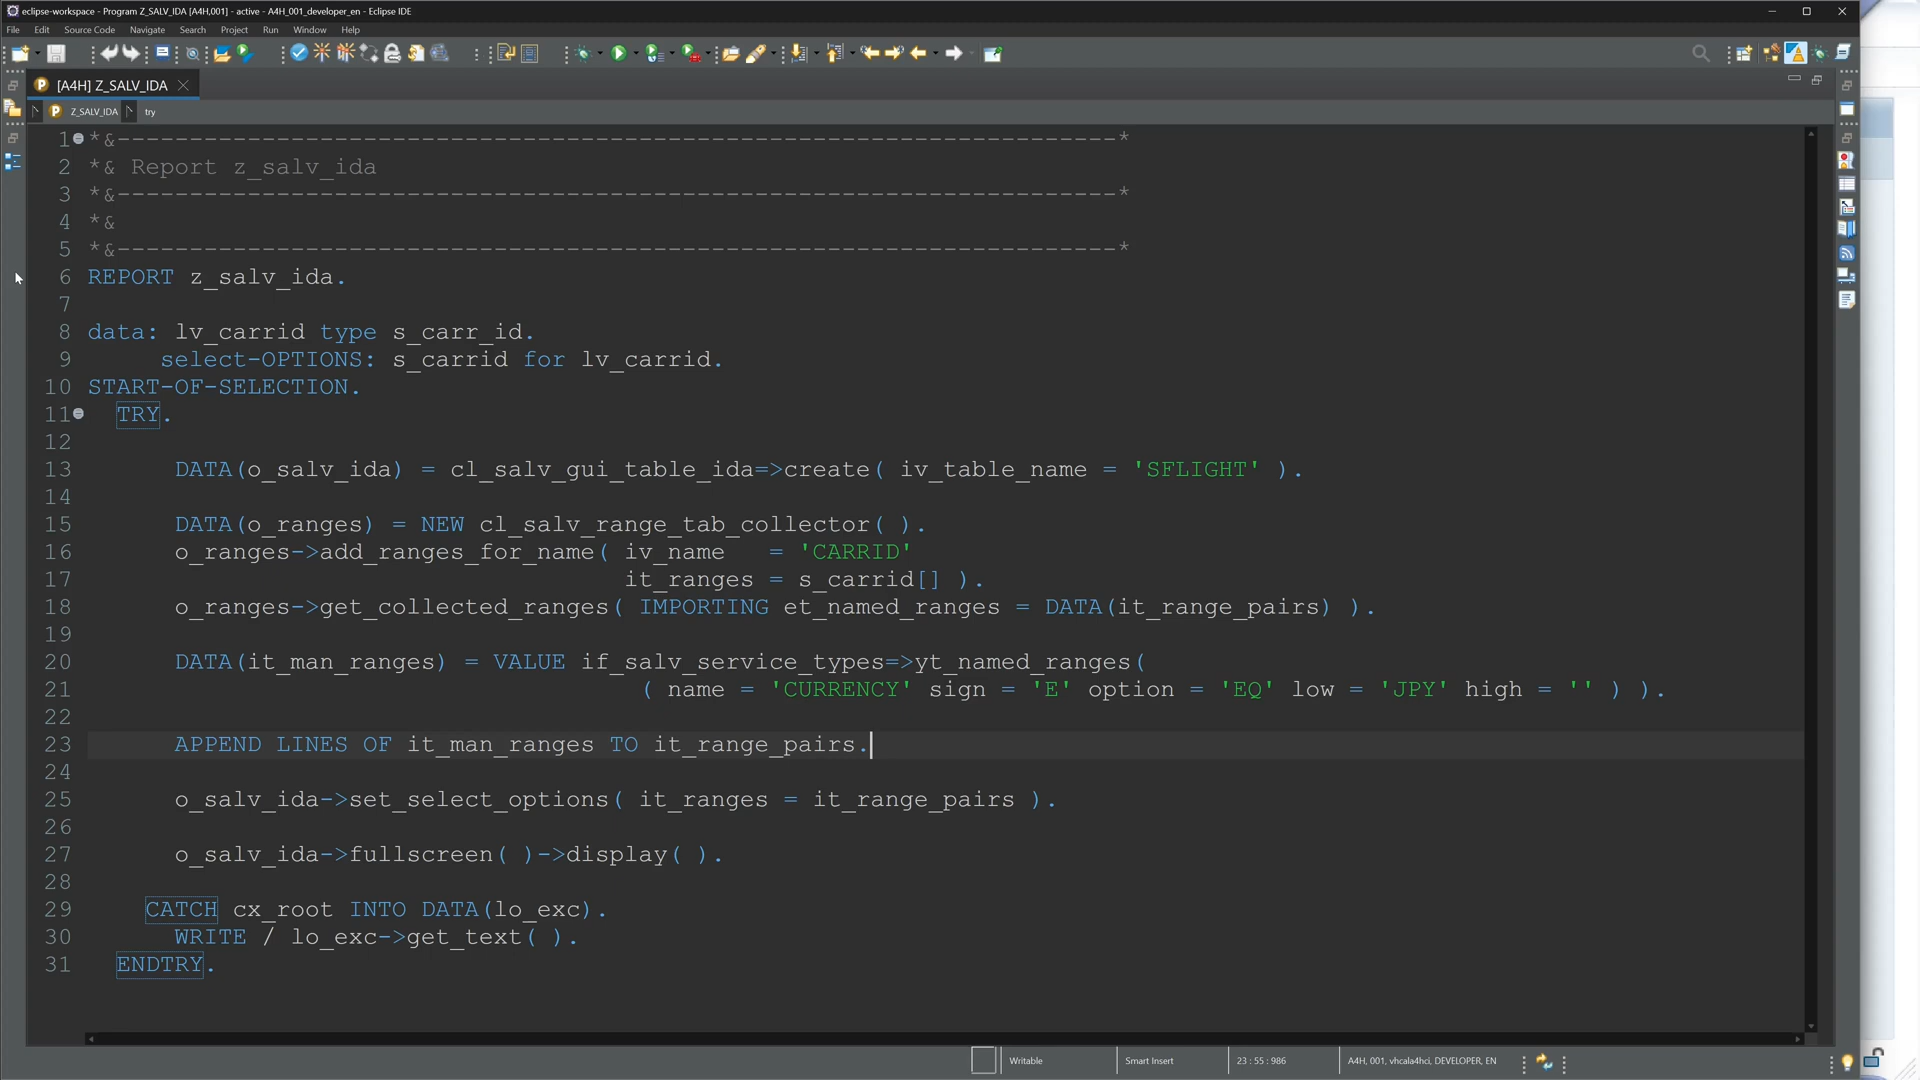 eclipse-workspace - Program Z_SALV_IDA [A4H,001] - active - A4H_001_developer_en - Eclipse IDE
File Edit Source Code Navigate Search Project Run Window Help
[A4H] Z_SALV_IDA
Z_SALV_IDA try
1 *&---------------------------------------------------------------------*
2 *& Report z_salv_ida
3 *&---------------------------------------------------------------------*
4 *&
5 *&---------------------------------------------------------------------*
6 REPORT z_salv_ida.
7
8 data: lv_carrid type s_carr_id.
9 select-OPTIONS: s_carrid for lv_carrid.
10 START-OF-SELECTION.
11 TRY.
12
13 DATA(o_salv_ida) = cl_salv_gui_table_ida=>create( iv_table_name = 'SFLIGHT' ).
14
15 DATA(o_ranges) = NEW cl_salv_range_tab_collector( ).
16 o_ranges->add_ranges_for_name( iv_name   = 'CARRID'
17 it_ranges = s_carrid[] ).
18 o_ranges->get_collected_ranges( IMPORTING et_named_ranges = DATA(it_range_pairs) ).
19
20 DATA(it_man_ranges) = VALUE if_salv_service_types=>yt_named_ranges(
21 ( name = 'CURRENCY' sign = 'E' option = 'EQ' low = 'JPY' high = '' ) ).
22
23 APPEND LINES OF it_man_ranges TO it_range_pairs.
24
25 o_salv_ida->set_select_options( it_ranges = it_range_pairs ).
26
27 o_salv_ida->fullscreen( )->display( ).
28
29 CATCH cx_root INTO DATA(lo_exc).
30 WRITE / lo_exc->get_text( ).
31 ENDTRY.
Writable Smart Insert 23 : 55 : 986 A4H, 001, vhcala4hci, DEVELOPER, EN